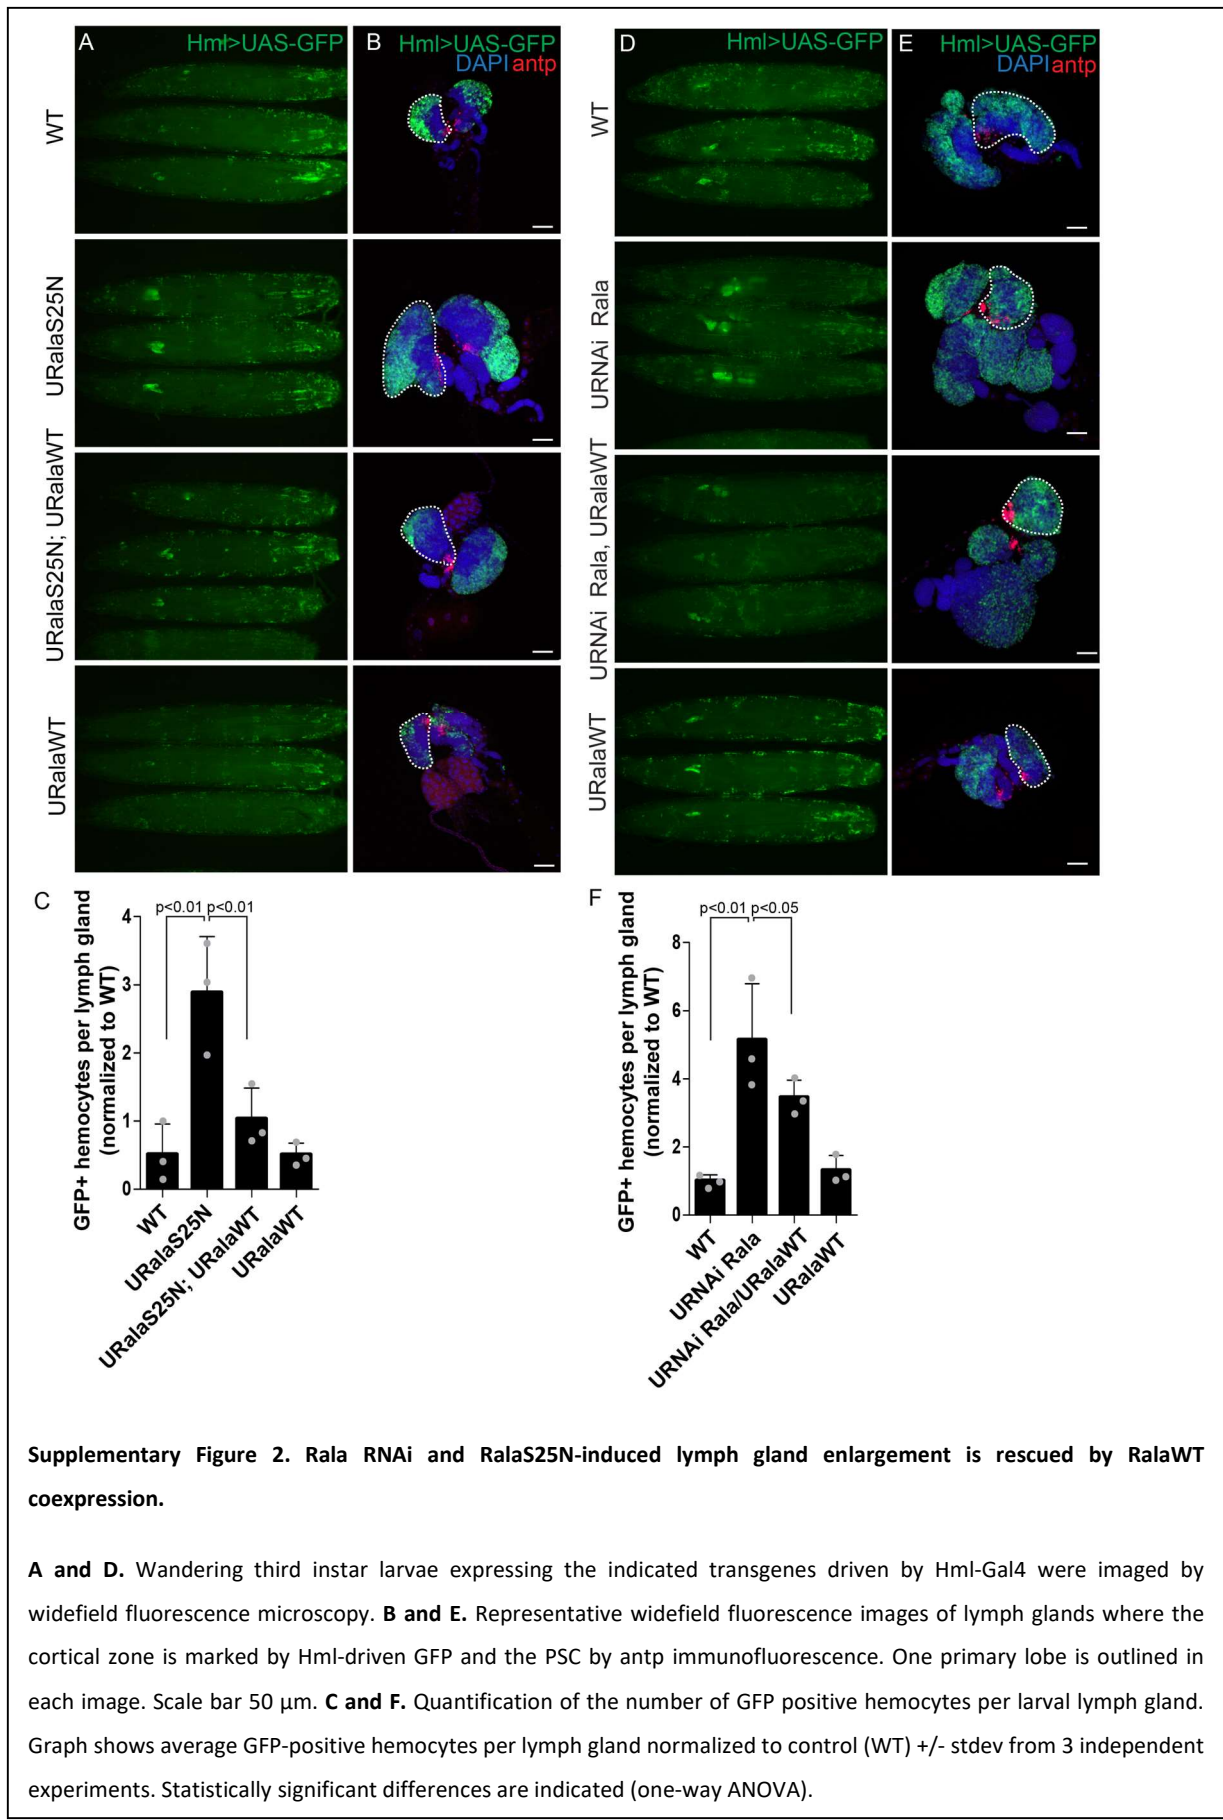 A
Hml>UAS-GFP
B
Hml>UAS-GFP
DAPI antp
D
Hml>UAS-GFP
E
Hml>UAS-GFP
DAPI antp
WT
URalaS25N
URalaS25N; URalaWT
URalaWT
WT
URNAi Rala
URNAi Rala, URalaWT
URalaWT
C
GFP+ hemocytes per lymph gland
(normalized to WT)
4
3
2
1
0
p<0.01
p<0.01
WT
URalaS25N
URalaS25N; URalaWT
URalaWT
F
GFP+ hemocytes per lymph gland
(normalized to WT)
8
6
4
2
0
p<0.01
p<0.05
WT
URNAi Rala
URNAi Rala/URalaWT
URalaWT
Supplementary Figure 2. Rala RNAi and RalaS25N-induced lymph gland enlargement is rescued by RalaWT
coexpression.
A and D. Wandering third instar larvae expressing the indicated transgenes driven by Hml-Gal4 were imaged by
widefield fluorescence microscopy. B and E. Representative widefield fluorescence images of lymph glands where the
cortical zone is marked by Hml-driven GFP and the PSC by antp immunofluorescence. One primary lobe is outlined in
each image. Scale bar 50 µm. C and F. Quantification of the number of GFP positive hemocytes per larval lymph gland.
Graph shows average GFP-positive hemocytes per lymph gland normalized to control (WT) +/- stdev from 3 independent
experiments. Statistically significant differences are indicated (one-way ANOVA).